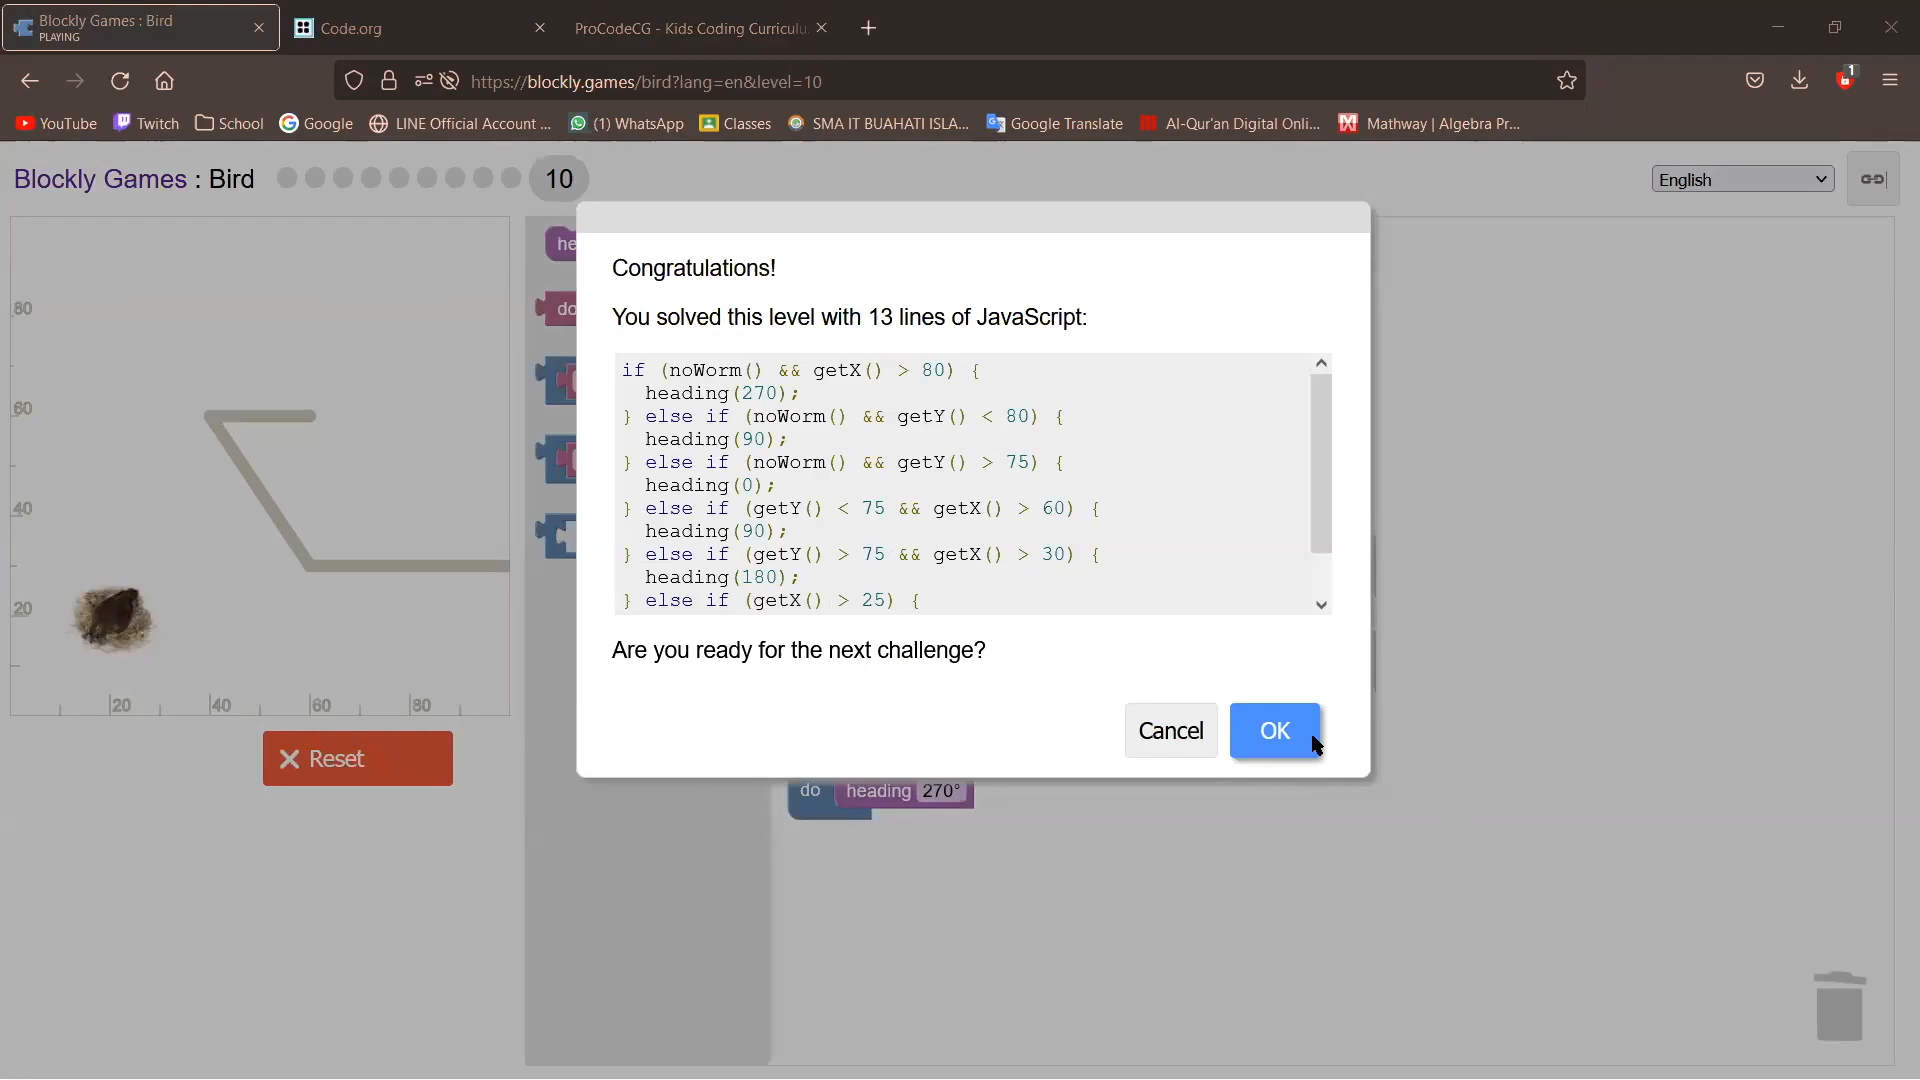 Blockly Games : Bird
PLAYING
Code.org
ProCodeCG - Kids Coding Curriculu
https://blockly.games/bird?lang=en&level=10
1
YouTube
Twitch
School
Google
LINE Official Account ...
(1) WhatsApp
Classes
SMA IT BUAHATI ISLA...
Google Translate
Al-Qur'an Digital Onli...
Mathway | Algebra Pr...
Blockly Games : Bird
10
English
80
60
40
20
20
40
60
80
Reset
he
do
Congratulations!
You solved this level with 13 lines of JavaScript:
if (noWorm() && getX() > 80) {
heading(270);
} else if (noWorm() && getY() < 80) {
heading(90);
} else if (noWorm() && getY() > 75) {
heading(0);
} else if (getY() < 75 && getX() > 60) {
heading(90);
} else if (getY() > 75 && getX() > 30) {
heading(180);
} else if (getX() > 25) {
Are you ready for the next challenge?
Cancel
OK
do heading 270°